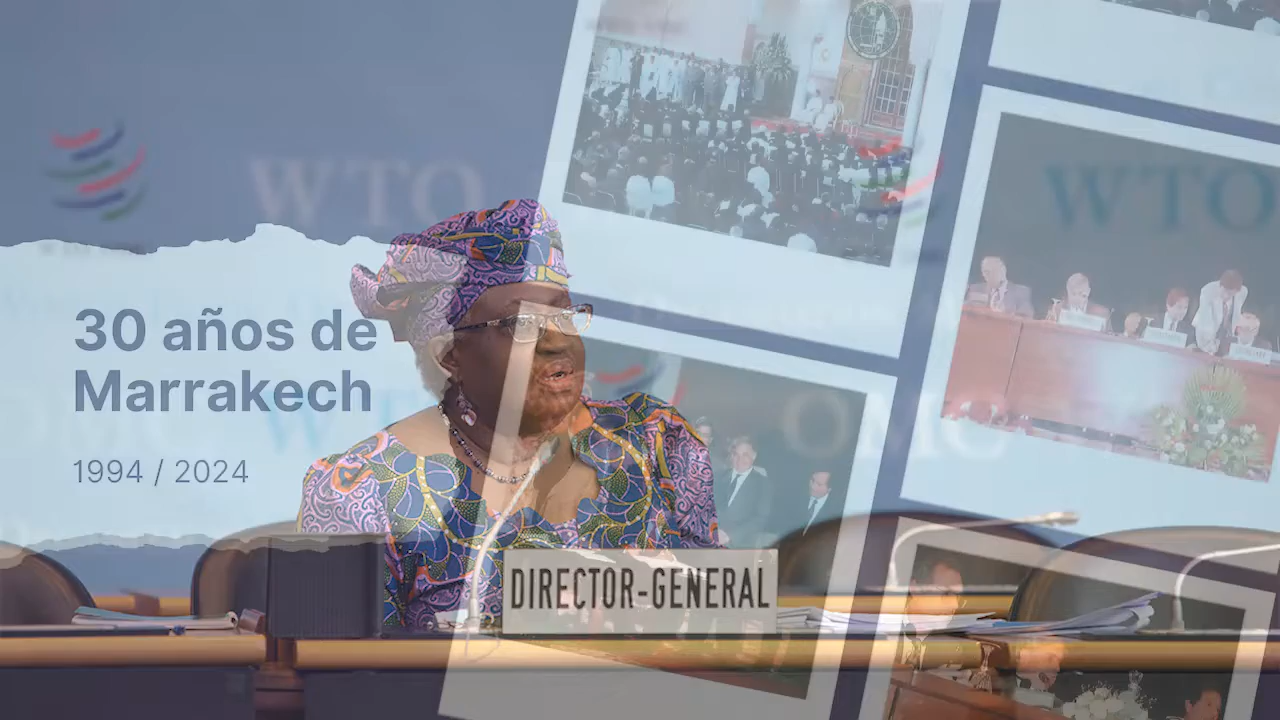 WTO
WTO
30 años de
Marrakech
1994 / 2024
OMC
DIRECTOR-GENERAL